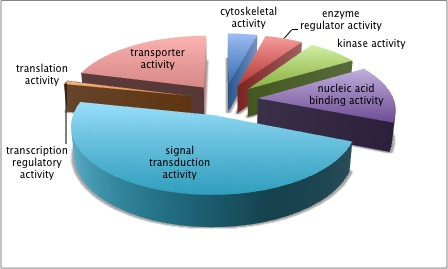 cytoskeletal
activity
enzyme
regulator activity
kinase activity
nucleic acid
binding activity
signal
transduction
activity
transcription
regulatory
activity
translation
activity
transporter
activity